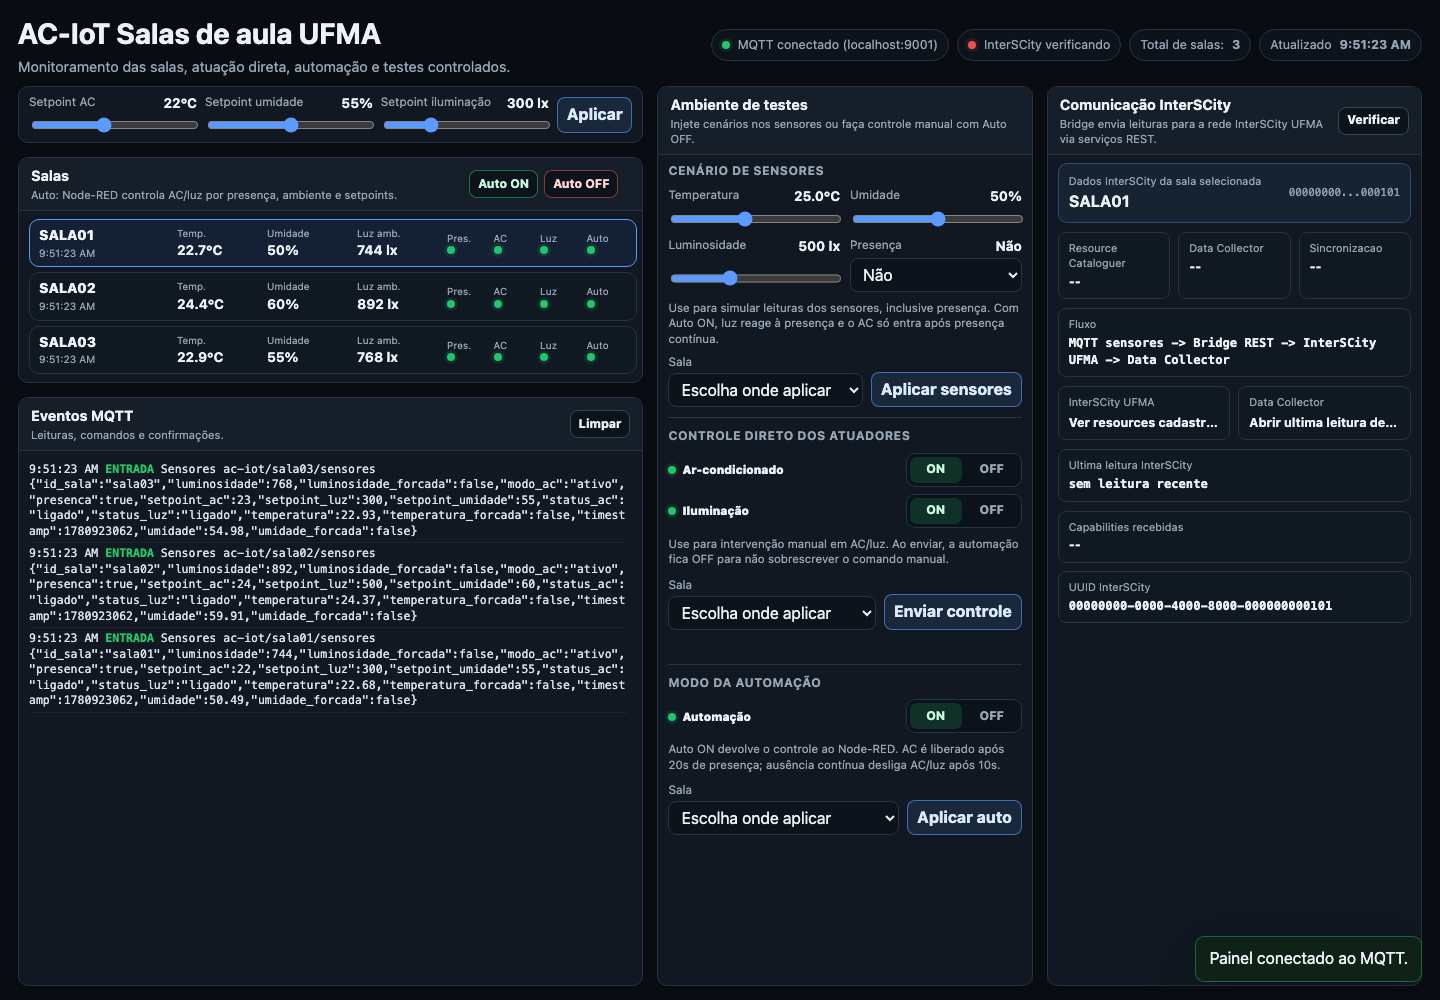 AC-IoT Salas de aula UFMA
Monitoramento das salas, atuação direta, automação e testes controlados.
MQTT conectado (localhost:9001)
InterSCity verificando
Total de salas: 3
Atualizado 9:51:23 AM
Setpoint AC 22°C
Setpoint umidade 55%
Setpoint iluminação 300 lx
Aplicar
Salas
Auto: Node-RED controla AC/luz por presença, ambiente e setpoints.
Auto ON
Auto OFF
SALA01
9:51:23 AM
Temp.
22.7°C
Umidade
50%
Luz amb.
744 lx
Pres.
AC
Luz
Auto
SALA02
9:51:23 AM
Temp.
24.4°C
Umidade
60%
Luz amb.
892 lx
Pres.
AC
Luz
Auto
SALA03
9:51:23 AM
Temp.
22.9°C
Umidade
55%
Luz amb.
768 lx
Pres.
AC
Luz
Auto
Eventos MQTT
Leituras, comandos e confirmações.
Limpar
9:51:23 AM ENTRADA Sensores ac-iot/sala03/sensores
{"id_sala":"sala03","luminosidade":768,"luminosidade_forcada":false,"modo_ac":"ativo",
"presenca":true,"setpoint_ac":23,"setpoint_luz":300,"setpoint_umidade":55,"status_ac":
"ligado","status_luz":"ligado","temperatura":22.93,"temperatura_forcada":false,"timest
amp":1780923062,"umidade":54.98,"umidade_forcada":false}
9:51:23 AM ENTRADA Sensores ac-iot/sala02/sensores
{"id_sala":"sala02","luminosidade":892,"luminosidade_forcada":false,"modo_ac":"ativo",
"presenca":true,"setpoint_ac":24,"setpoint_luz":500,"setpoint_umidade":60,"status_ac":
"ligado","status_luz":"ligado","temperatura":24.37,"temperatura_forcada":false,"timest
amp":1780923062,"umidade":59.91,"umidade_forcada":false}
9:51:23 AM ENTRADA Sensores ac-iot/sala01/sensores
{"id_sala":"sala01","luminosidade":744,"luminosidade_forcada":false,"modo_ac":"ativo",
"presenca":true,"setpoint_ac":22,"setpoint_luz":300,"setpoint_umidade":55,"status_ac":
"ligado","status_luz":"ligado","temperatura":22.68,"temperatura_forcada":false,"timest
amp":1780923062,"umidade":50.49,"umidade_forcada":false}
Ambiente de testes
Injete cenários nos sensores ou faça controle manual com Auto
OFF.
CENÁRIO DE SENSORES
Temperatura 25.0°C
Umidade 50%
Luminosidade 500 lx
Presença Não
Não
Use para simular leituras dos sensores, inclusive presença. Com
Auto ON, luz reage à presença e o AC só entra após presença
contínua.
Sala
Escolha onde aplicar
Aplicar sensores
CONTROLE DIRETO DOS ATUADORES
Ar-condicionado
ON OFF
Iluminação
ON OFF
Use para intervenção manual em AC/luz. Ao enviar, a automação
fica OFF para não sobrescrever o comando manual.
Sala
Escolha onde aplicar
Enviar controle
MODO DA AUTOMAÇÃO
Automação
ON OFF
Auto ON devolve o controle ao Node-RED. AC é liberado após
20s de presença; ausência contínua desliga AC/luz após 10s.
Sala
Escolha onde aplicar
Aplicar auto
Comunicação InterSCity
Bridge envia leituras para a rede InterSCity UFMA
via serviços REST.
Verificar
Dados InterSCity da sala selecionada
SALA01
00000000...000101
Resource
Cataloguer
--
Data Collector
--
Sincronizacao
--
Fluxo
MQTT sensores -> Bridge REST -> InterSCity
UFMA -> Data Collector
InterSCity UFMA
Ver resources cadastr...
Data Collector
Abrir ultima leitura de...
Ultima leitura InterSCity
sem leitura recente
Capabilities recebidas
--
UUID InterSCity
00000000-0000-4000-8000-000000000101
Painel conectado ao MQTT.